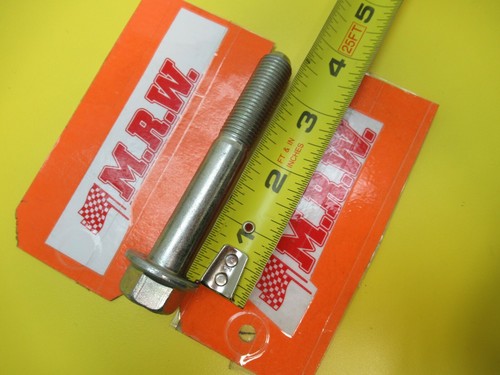 M.R.W.
1
2
FT & IN
INCHES
3
4
25FT
5
M.R.W.